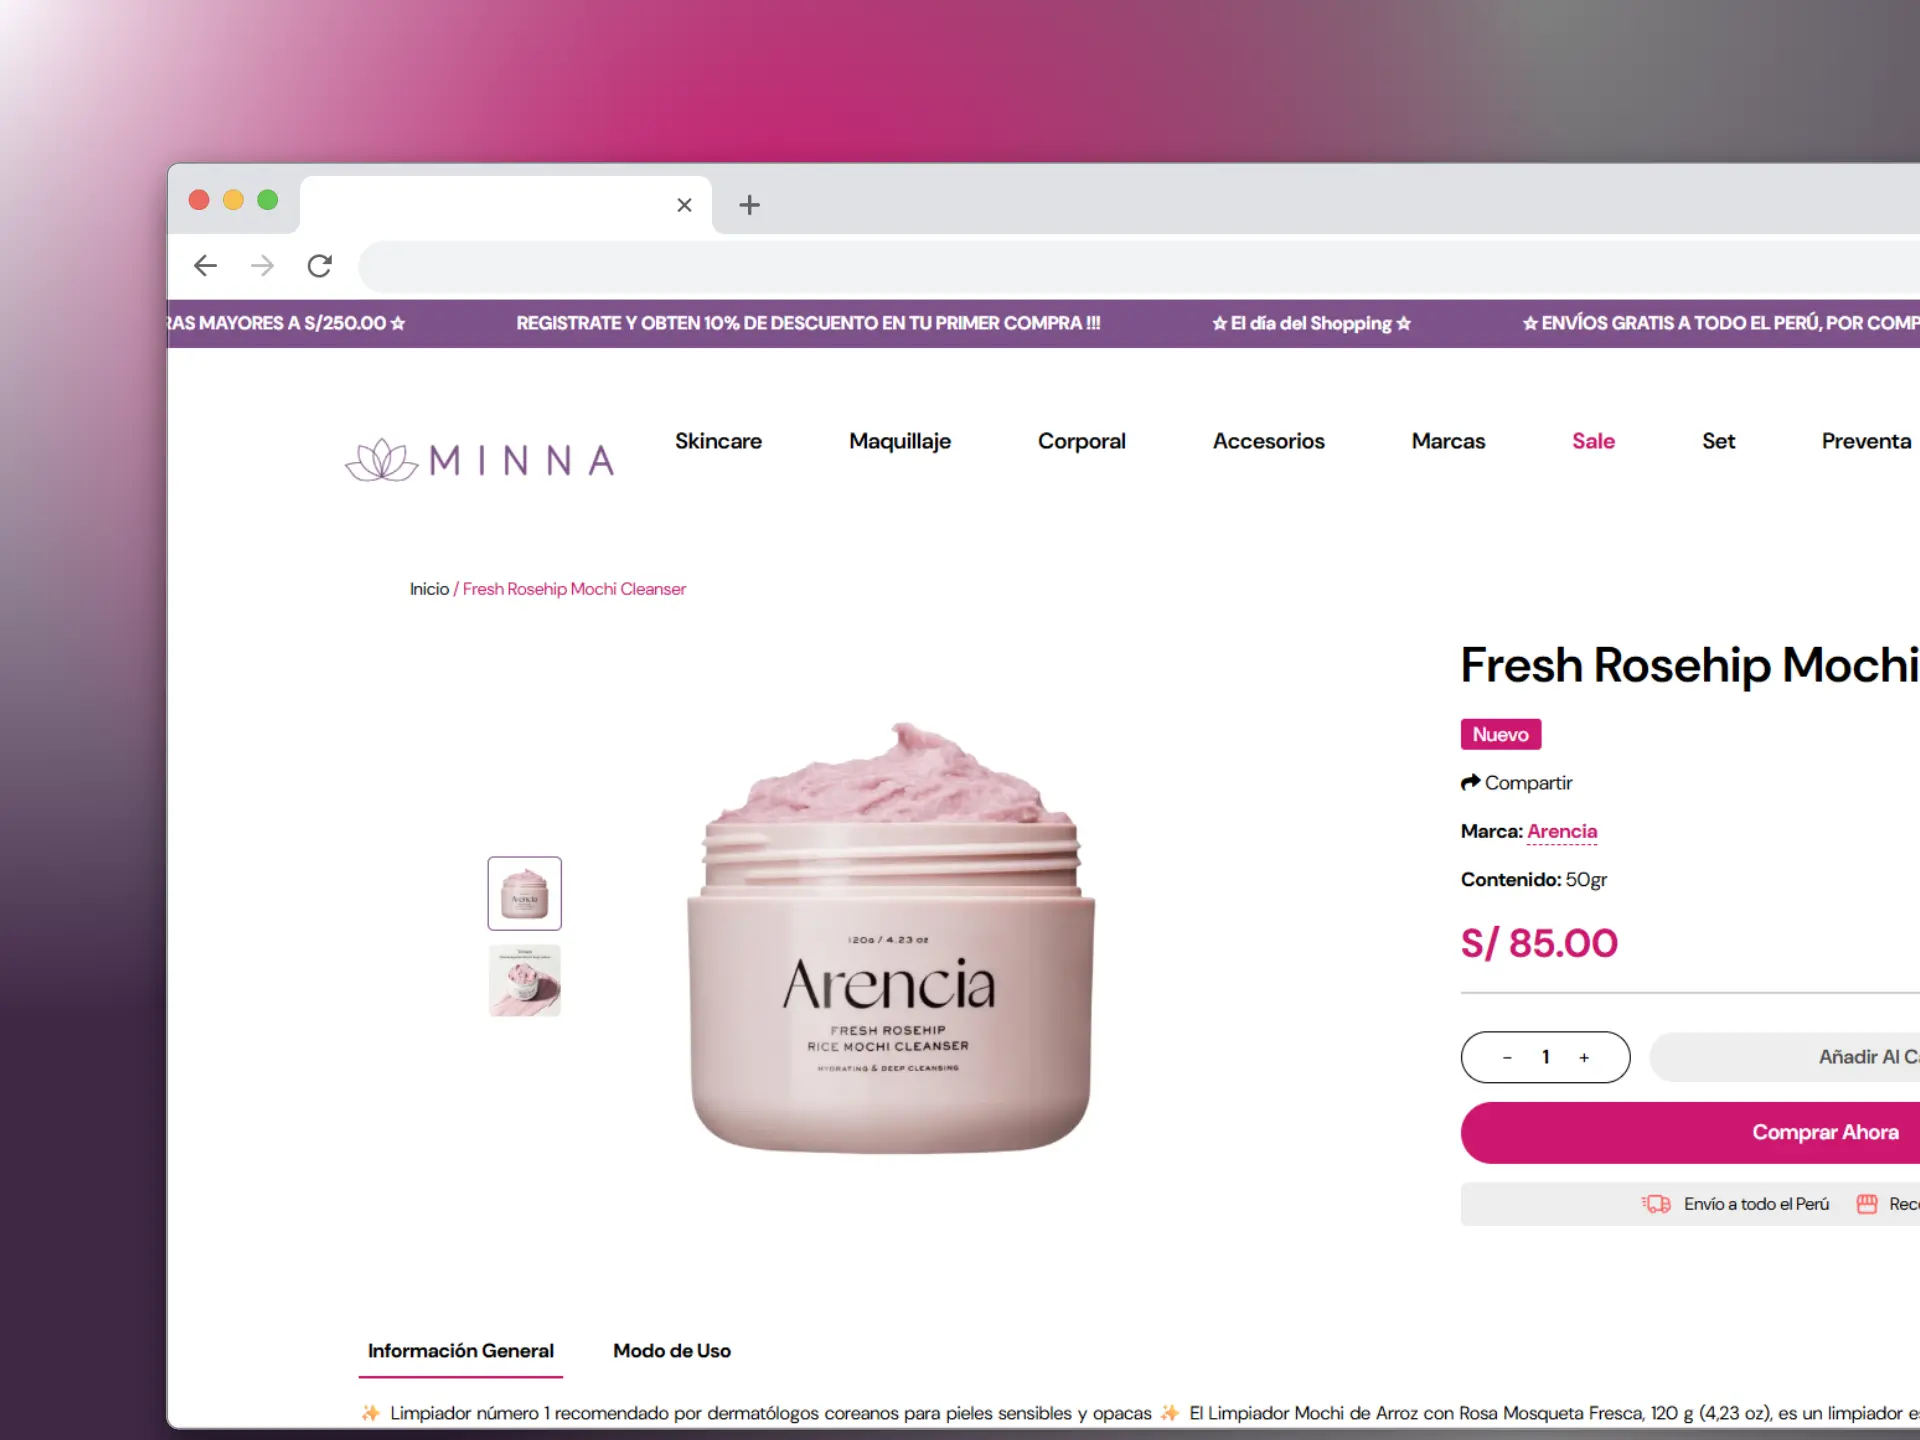 RAS MAYORES A S/250.00 ☆ REGISTRATE Y OBTEN 10% DE DESCUENTO EN TU PRIMER COMPRA !!! ☆ El día del Shopping ☆ ☆ ENVÍOS GRATIS A TODO EL PERÚ, POR COMP
MINNA
Skincare Maquillaje Corporal Accesorios Marcas Sale Set Preventa
Inicio / Fresh Rosehip Mochi Cleanser
Fresh Rosehip Mochi
Nuevo
Compartir
Marca: Arencia
Contenido: 50gr
S/ 85.00
- 1 +
Añadir Al Ca
Comprar Ahora
Envío a todo el Perú Reco
120g / 4.23 oz
Arencia
FRESH ROSEHIP
RICE MOCHI CLEANSER
HYDRATING & DEEP CLEANSING
Arencia
Información General Modo de Uso
✨ Limpiador número 1 recomendado por dermatólogos coreanos para pieles sensibles y opacas ✨ El Limpiador Mochi de Arroz con Rosa Mosqueta Fresca, 120 g (4,23 oz), es un limpiador es